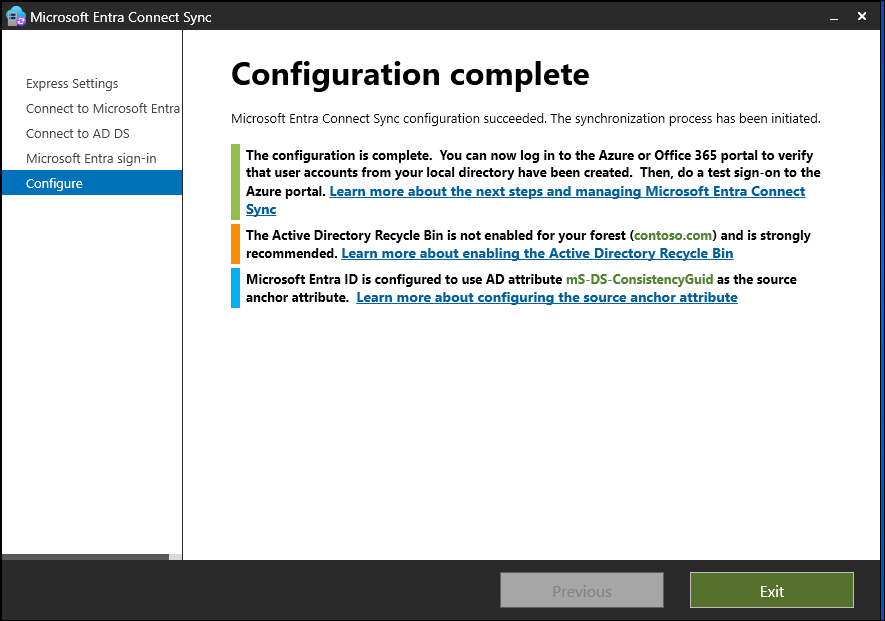 Microsoft Entra Connect Sync
Express Settings
Connect to Microsoft Entra
Connect to AD DS
Microsoft Entra sign-in
Configure
Configuration complete
Microsoft Entra Connect Sync configuration succeeded. The synchronization process has been initiated.
The configuration is complete. You can now log in to the Azure or Office 365 portal to verify
that user accounts from your local directory have been created. Then, do a test sign-on to the
Azure portal. Learn more about the next steps and managing Microsoft Entra Connect
Sync
The Active Directory Recycle Bin is not enabled for your forest (contoso.com) and is strongly
recommended. Learn more about enabling the Active Directory Recycle Bin
Microsoft Entra ID is configured to use AD attribute mS-DS-ConsistencyGuid as the source
anchor attribute. Learn more about configuring the source anchor attribute
Previous
Exit